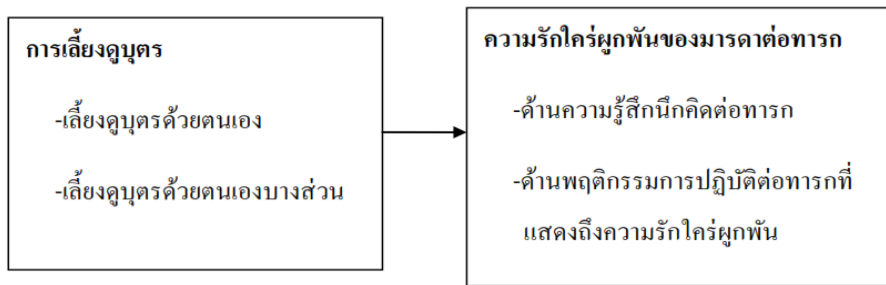 การเลี้ยงดูบุตร
-เลี้ยงดูบุตรด้วยตนเอง
-เลี้ยงดูบุตรด้วยตนเองบางส่วน
ความรักใคร่ผูกพันของมารดาต่อทารก
-ด้านความรู้สึกนึกคิดต่อทารก
-ด้านพฤติกรรมการปฏิบัติต่อทารกที่
แสดงถึงความรักใคร่ผูกพัน